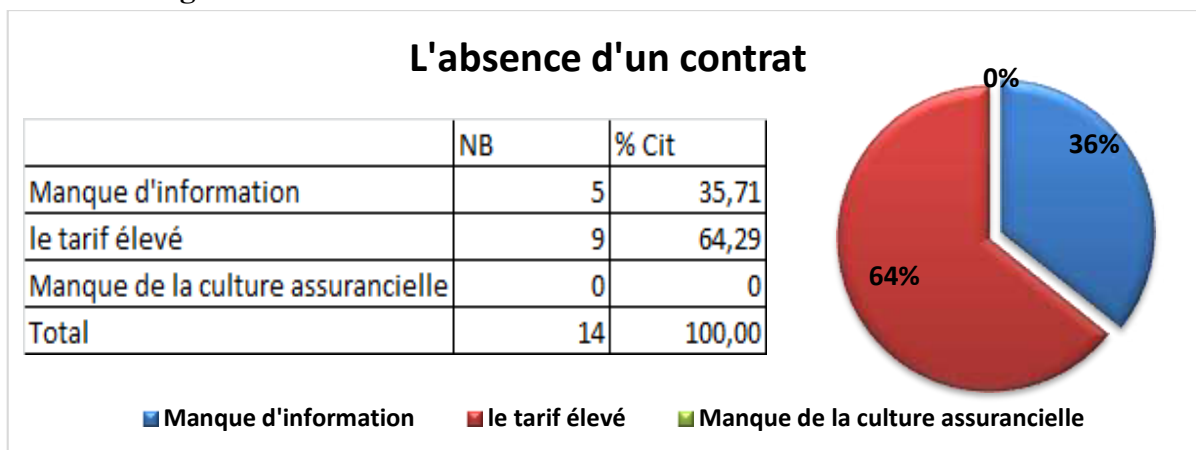 L'absence d'un contrat
NB % Cit
Manque d'information 5 35,71
le tarif élevé 9 64,29
Manque de la culture assurancielle 0 0
Total 14 100,00
0%
36%
64%
Manque d'information le tarif élevé Manque de la culture assurancielle